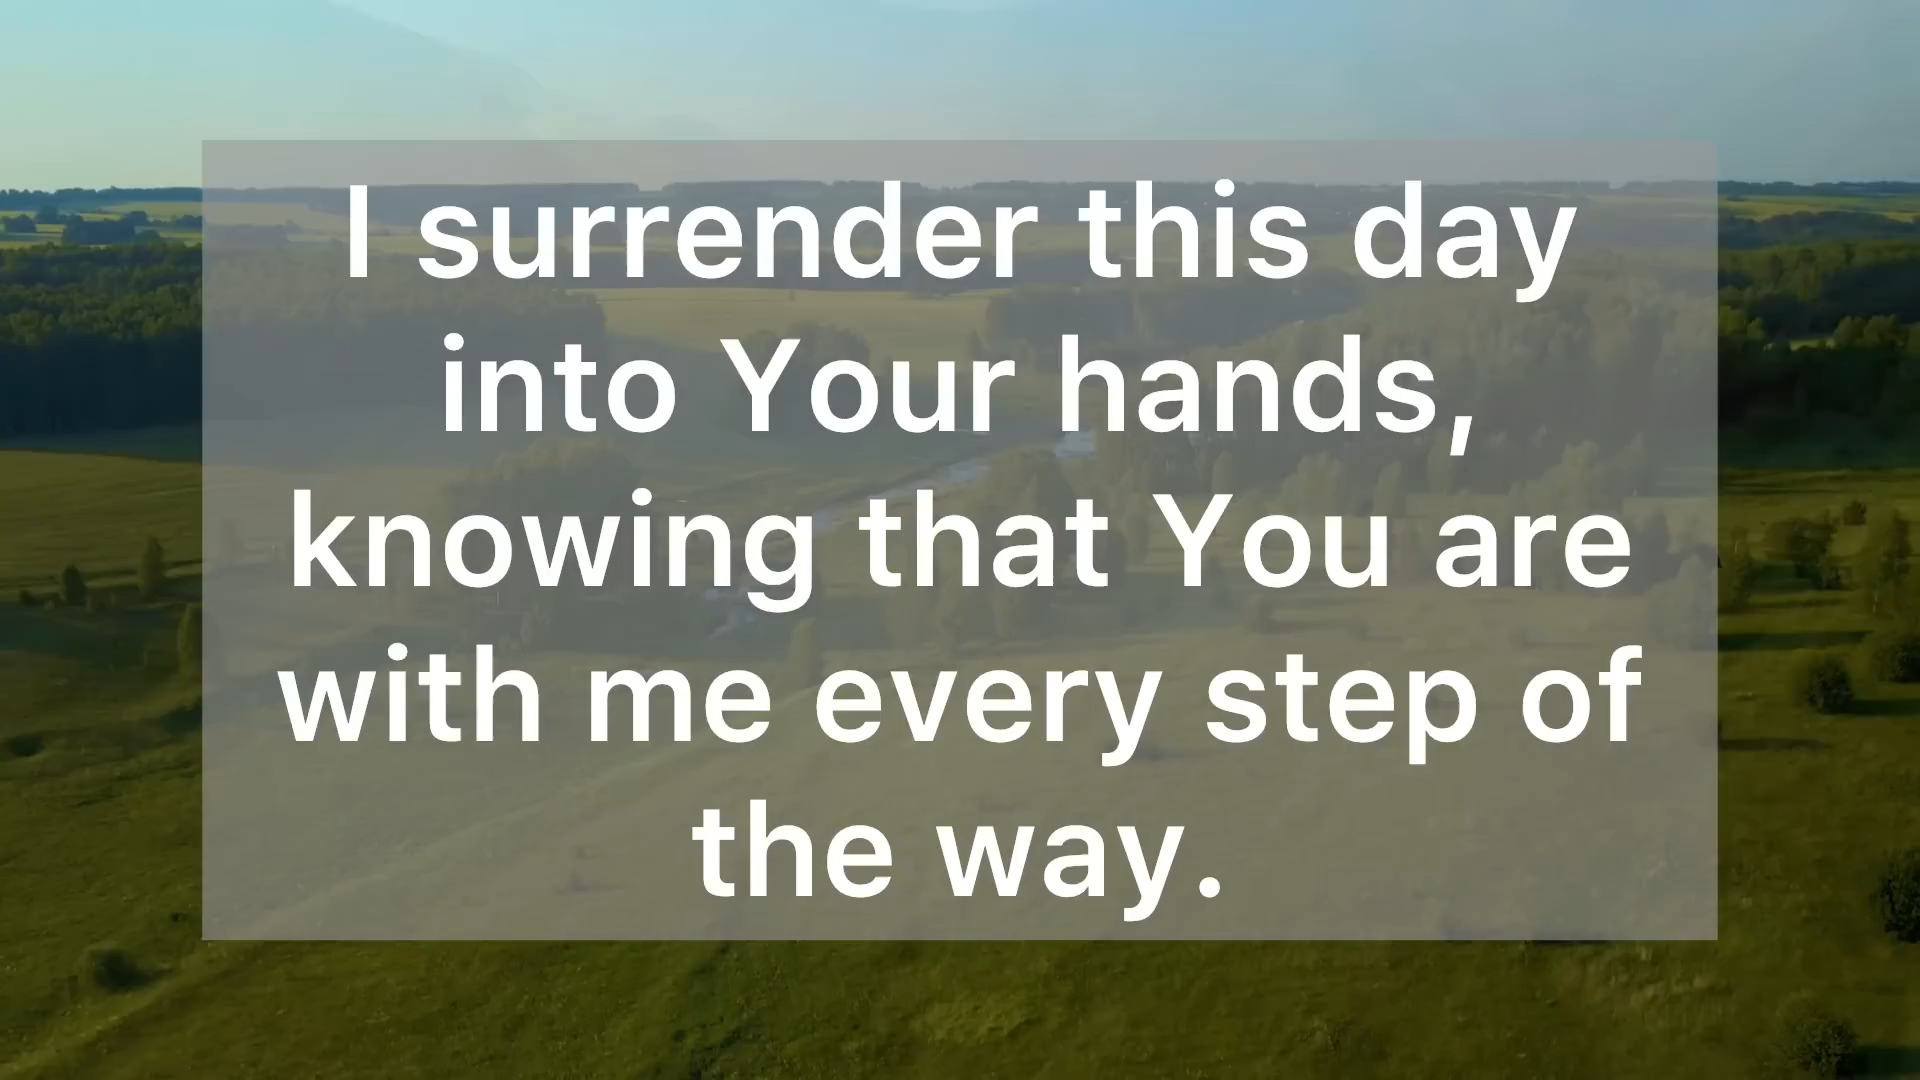 I surrender this day
into Your hands,
knowing that You are
with me every step of
the way.